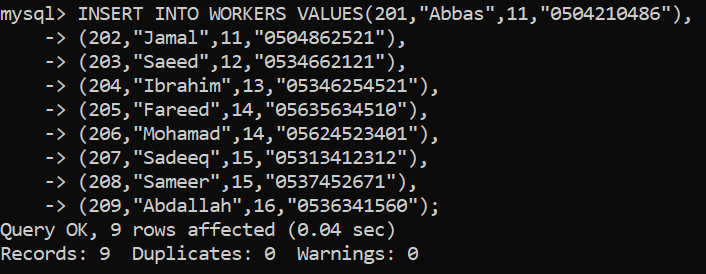 mysql> INSERT INTO WORKERS VALUES(201,"Abbas",11,"0504210486"),
    -> (202,"Jamal",11,"0504862521"),
    -> (203,"Saeed",12,"0534662121"),
    -> (204,"Ibrahim",13,"05346254521"),
    -> (205,"Fareed",14,"05635634510"),
    -> (206,"Mohamad",14,"05624523401"),
    -> (207,"Sadeeq",15,"05313412312"),
    -> (208,"Sameer",15,"0537452671"),
    -> (209,"Abdallah",16,"0536341560");
Query OK, 9 rows affected (0.04 sec)
Records: 9  Duplicates: 0  Warnings: 0